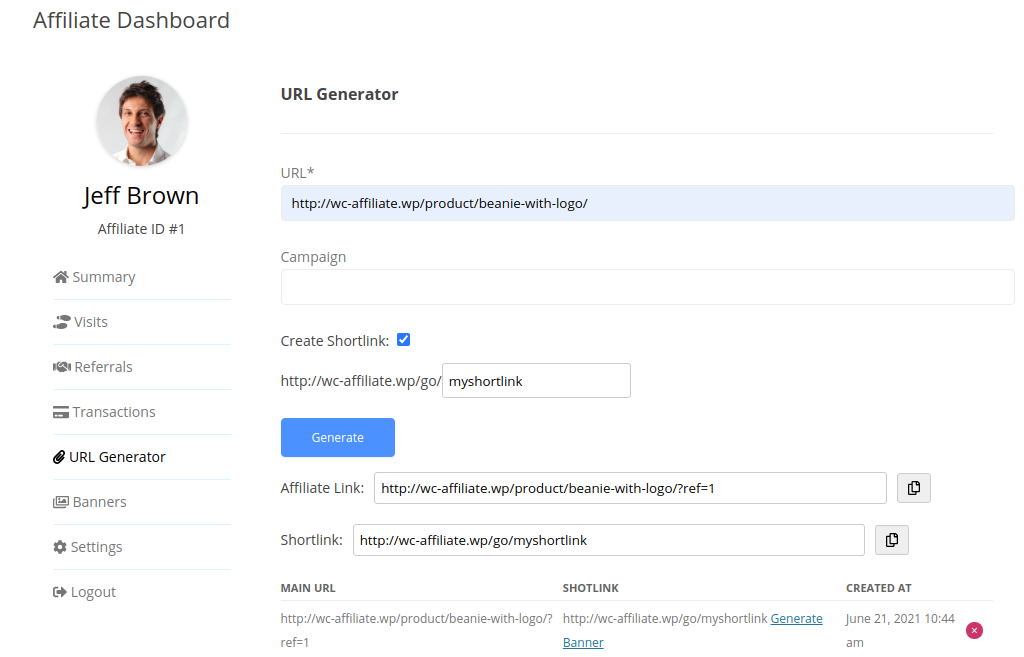 Affiliate Dashboard
Jeff Brown
Affiliate ID #1
Summary
Visits
Referrals
Transactions
URL Generator
Banners
Settings
Logout
URL Generator
URL*
http://wc-affiliate.wp/product/beanie-with-logo/
Campaign
Create Shortlink:
http://wc-affiliate.wp/go/ myshortlink
Generate
Affiliate Link: http://wc-affiliate.wp/product/beanie-with-logo/?ref=1
Shortlink: http://wc-affiliate.wp/go/myshortlink
MAIN URL SHOTLINK CREATED AT
http://wc-affiliate.wp/product/beanie-with-logo/? http://wc-affiliate.wp/go/myshortlink Generate June 21, 2021 10:44
ref=1 Banner am